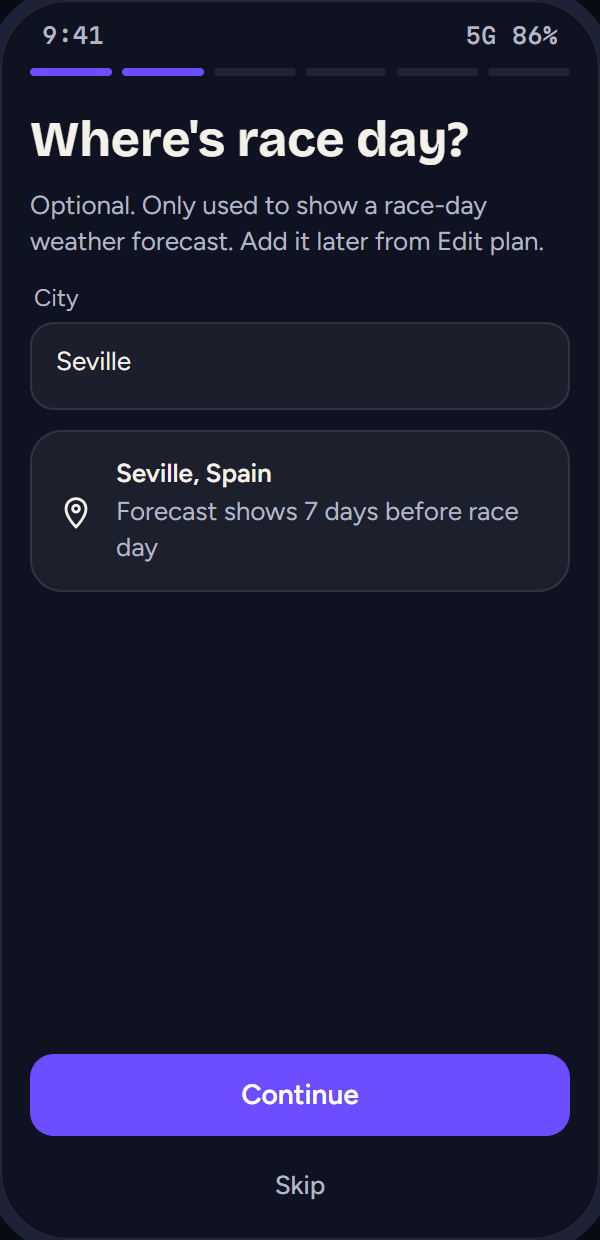 9:41 5G 86%
Where's race day?
Optional. Only used to show a race-day
weather forecast. Add it later from Edit plan.
City
Seville
Seville, Spain
Forecast shows 7 days before race
day
Continue
Skip